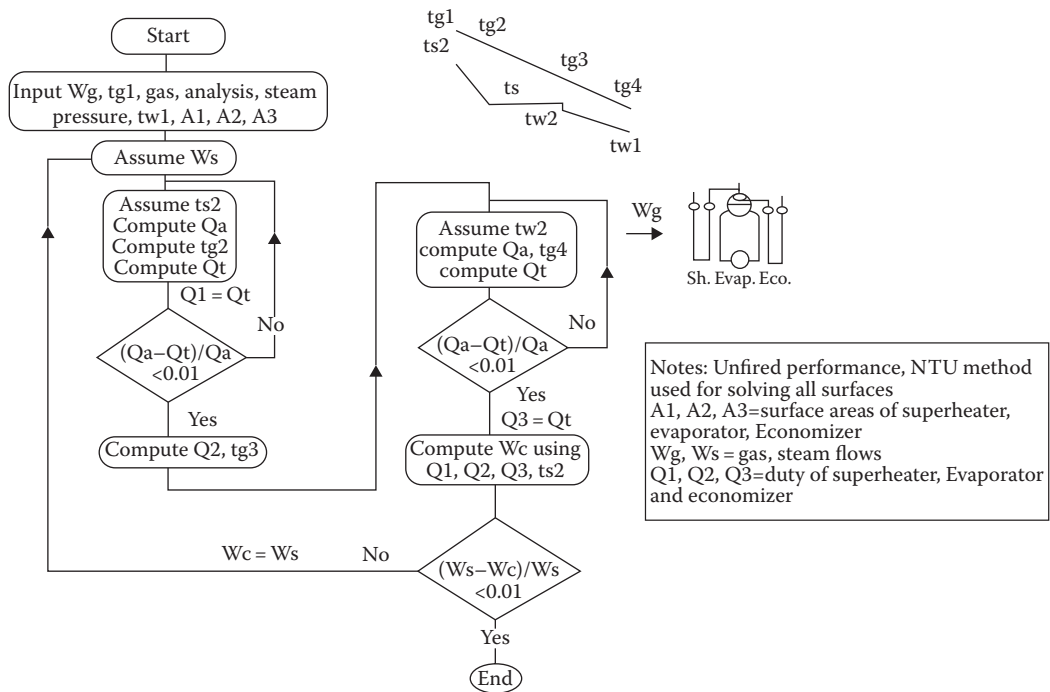 Start
Input Wg, tg1, gas, analysis, steam
pressure, tw1, A1, A2, A3
Assume Ws
Assume ts2
Compute Qa
Compute tg2
Compute Qt
Q1 = Qt
No
(Qa–Qt)/Qa
<0.01
Yes
Compute Q2, tg3
tg1
tg2
ts2
tg3
ts
tg4
tw2
tw1
Assume tw2
compute Qa, tg4
compute Qt
No
(Qa–Qt)/Qa
<0.01
Yes
Q3 = Qt
Compute Wc using
Q1, Q2, Q3, ts2
Wc = Ws
No
(Ws–Wc)/Ws
<0.01
Yes
End
Wg
Sh. Evap. Eco.
Notes: Unfired performance, NTU method
used for solving all surfaces
A1, A2, A3=surface areas of superheater,
evaporator, Economizer
Wg, Ws = gas, steam flows
Q1, Q2, Q3=duty of superheater, Evaporator
and economizer